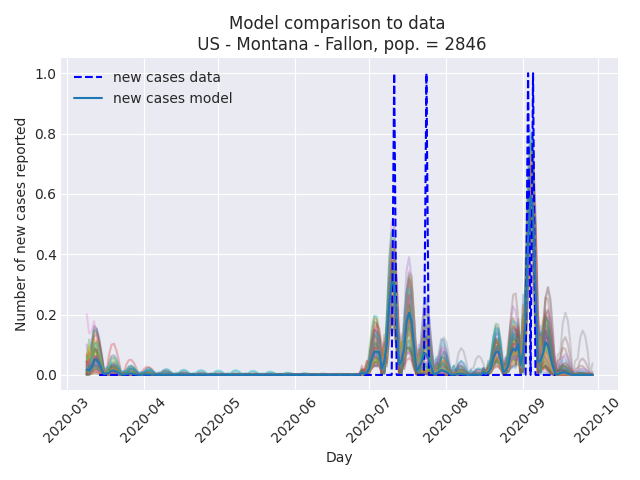 Model comparison to data
US - Montana - Fallon, pop. = 2846
new cases data
new cases model
Number of new cases reported
1.0
0.8
0.6
0.4
0.2
0.0
2020-03
2020-04
2020-05
2020-06
2020-07
2020-08
2020-09
2020-10
Day